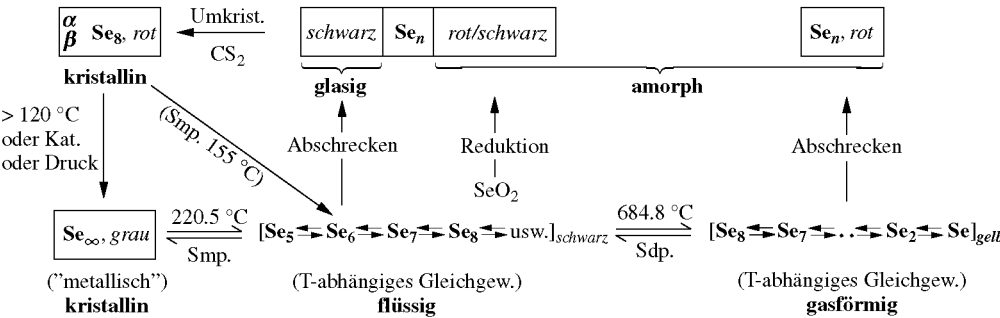 α
β Se₈, rot
Umkrist.
CS₂
schwarz Seₙ rot/schwarz
Seₙ, rot
kristallin
glasig
amorph
> 120 °C
oder Kat.
oder Druck
(Smp. 155 °C)
Abschrecken
Reduktion
SeO₂
Abschrecken
Se∞, grau
220.5 °C
Smp.
[Se₅ Se₆ Se₇ Se₈ usw.]schwarz
684.8 °C
Sdp.
[Se₈ Se₇ .. Se₂ Se]gelb
("metallisch")
kristallin
(T-abhängiges Gleichgew.)
flüssig
(T-abhängiges Gleichgew.)
gasförmig